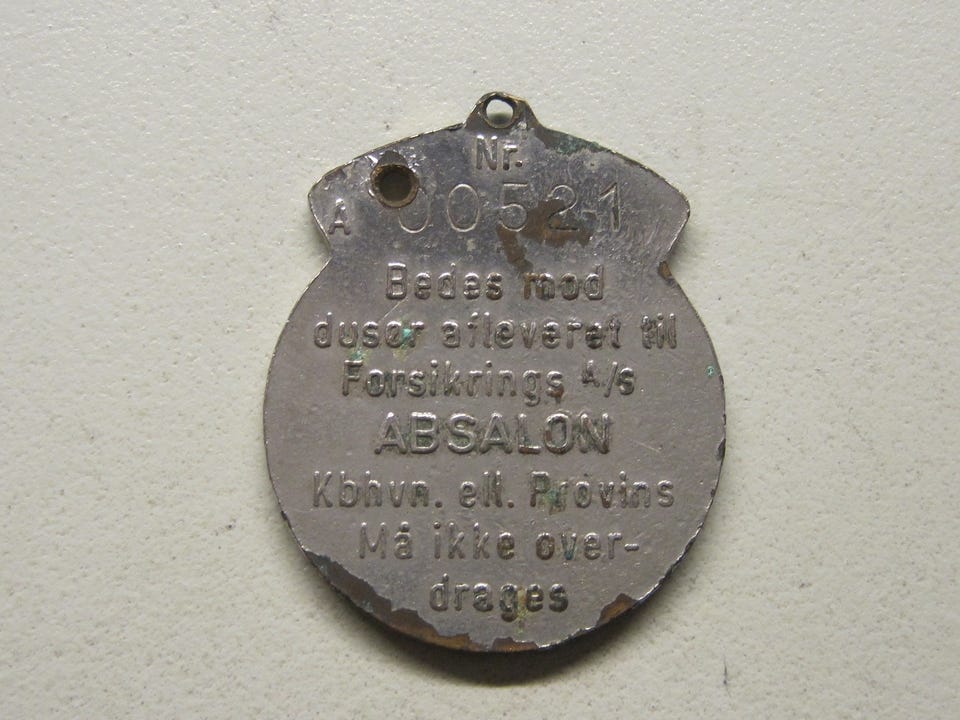 Nr.
A 00521
Bedes mod
dusør afleveret til
Forsikrings A/s
ABSALON
Kbhvn. ell. Provins
Må ikke over-
drages